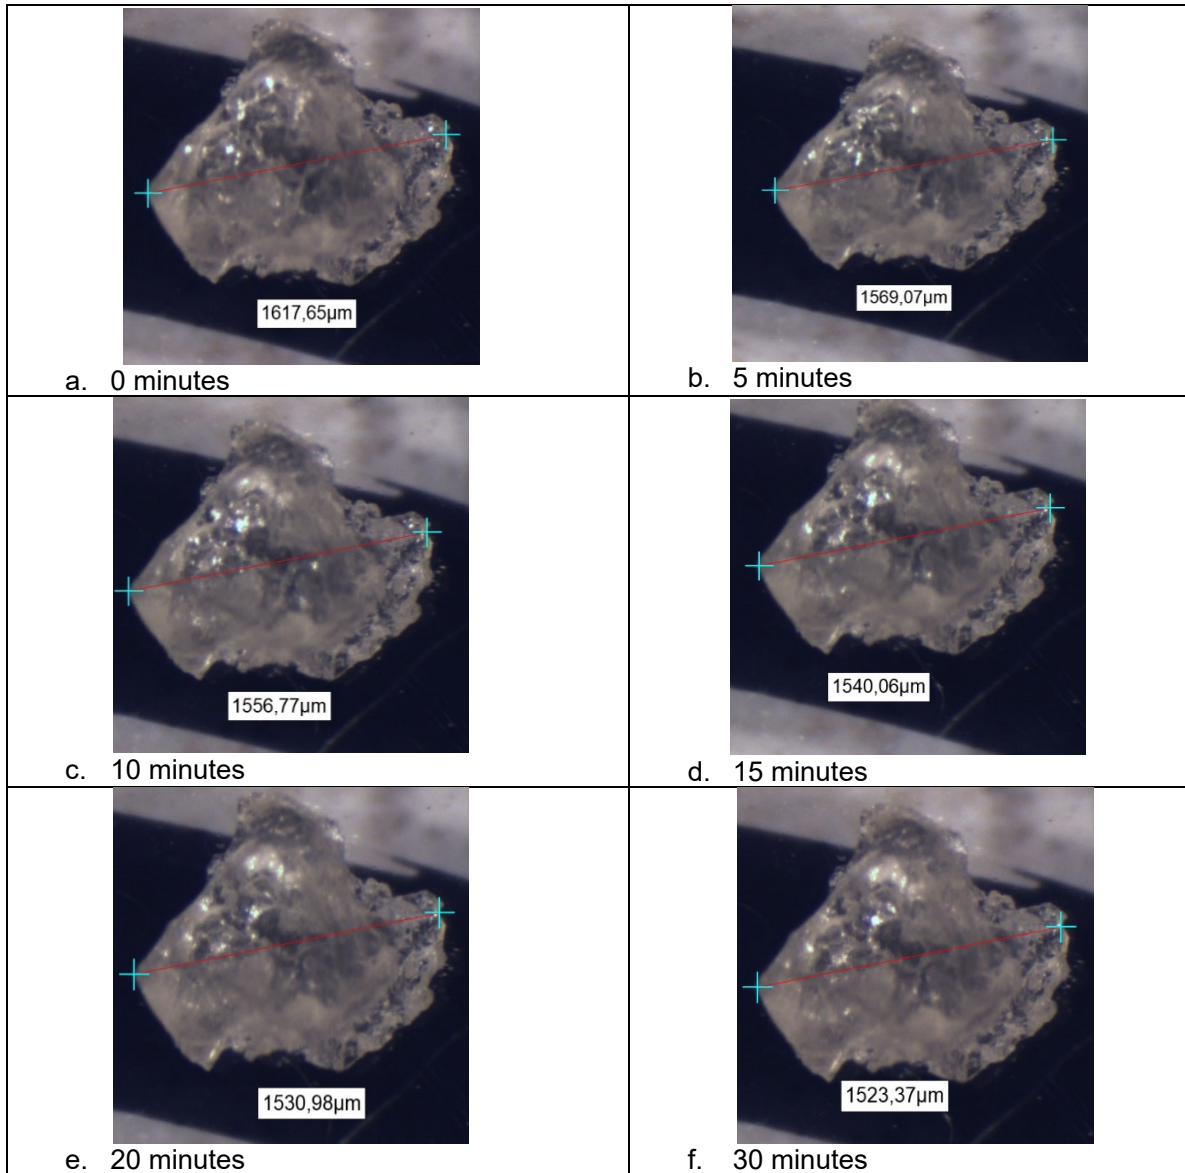 1617,65µm
a. 0 minutes
1569,07µm
b. 5 minutes
1556,77µm
c. 10 minutes
1540,06µm
d. 15 minutes
1530,98µm
e. 20 minutes
1523,37µm
f. 30 minutes